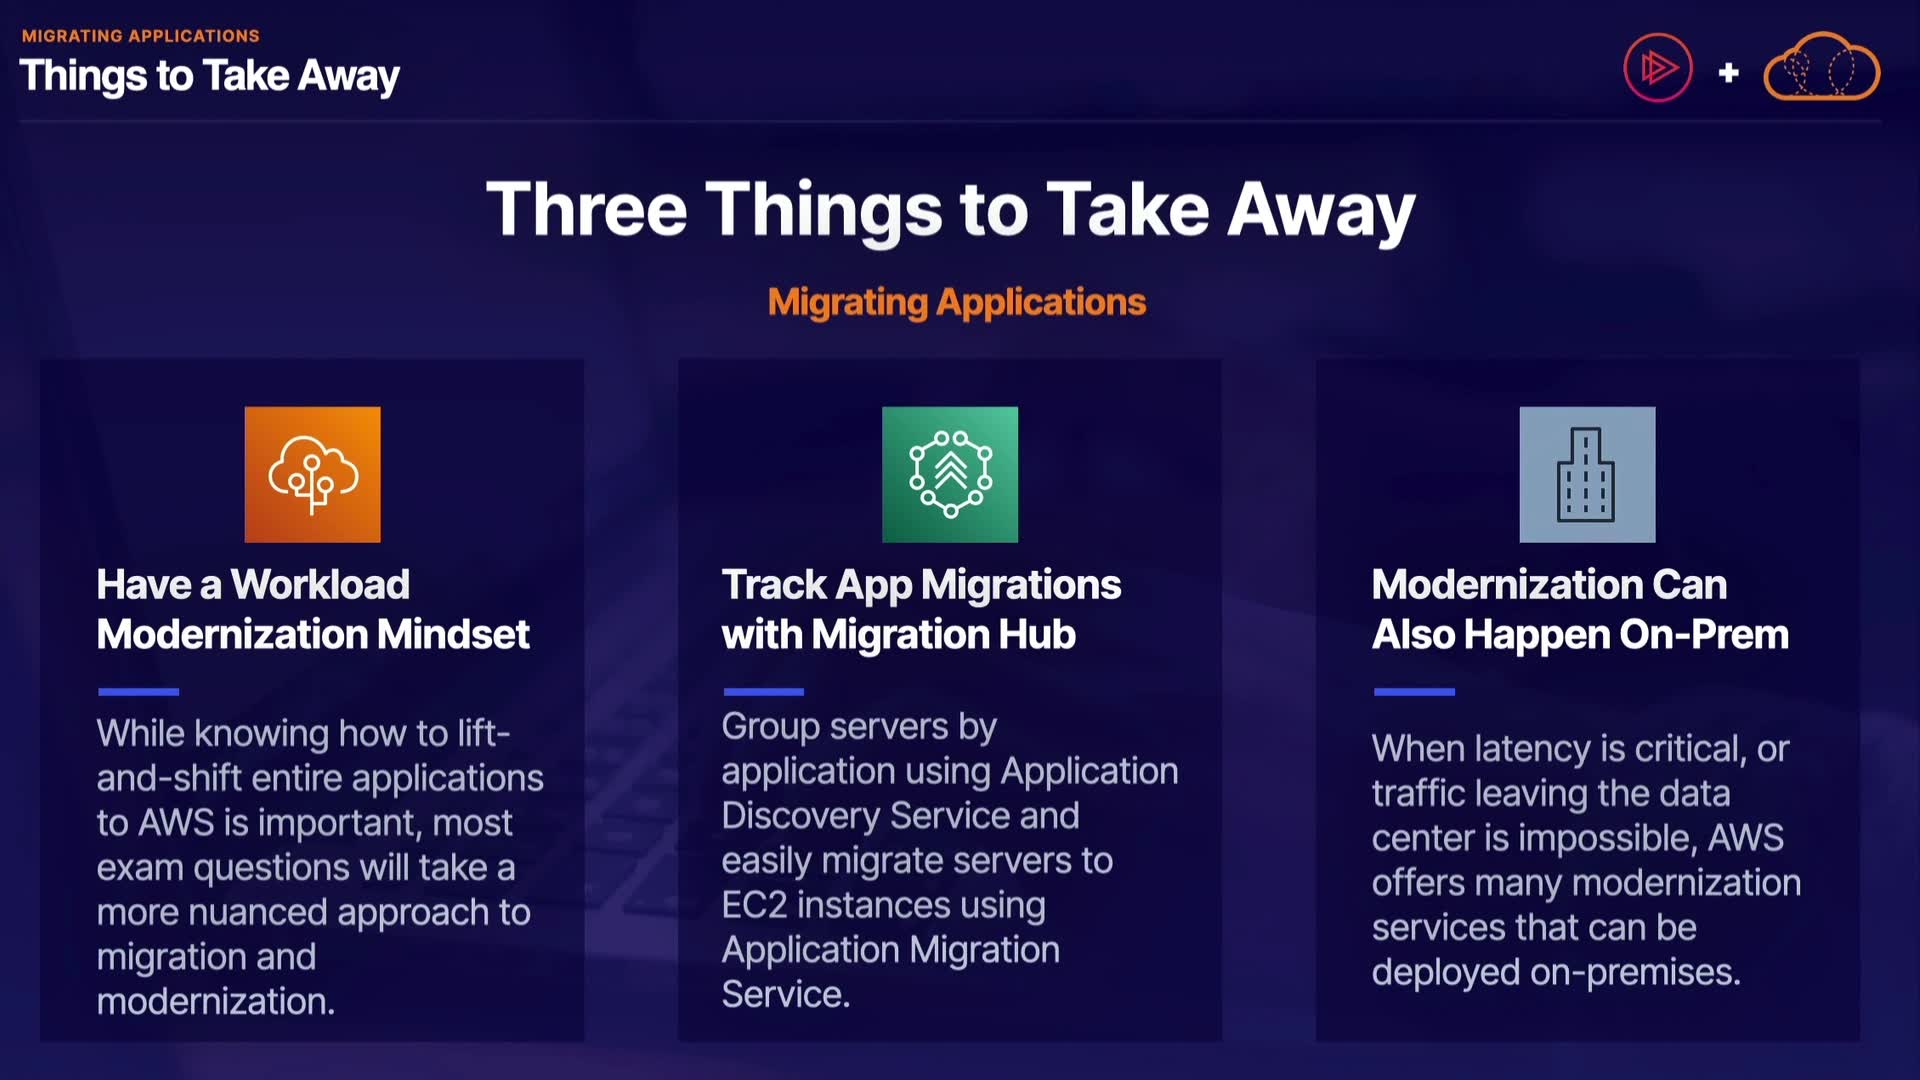 MIGRATING APPLICATIONS
Things to Take Away
Three Things to Take Away
Migrating Applications
Have a Workload
Modernization Mindset
While knowing how to lift-
and-shift entire applications
to AWS is important, most
exam questions will take a
more nuanced approach to
migration and
modernization.
Track App Migrations
with Migration Hub
Group servers by
application using Application
Discovery Service and
easily migrate servers to
EC2 instances using
Application Migration
Service.
Modernization Can
Also Happen On-Prem
When latency is critical, or
traffic leaving the data
center is impossible, AWS
offers many modernization
services that can be
deployed on-premises.